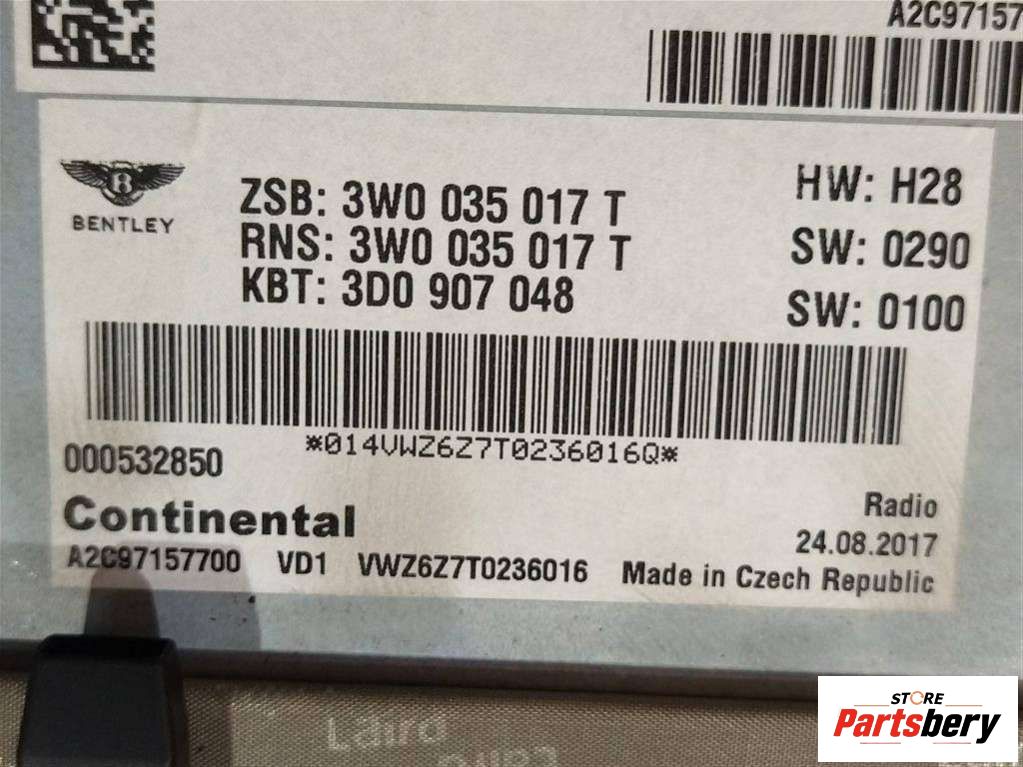 A2C97157
BENTLEY
ZSB: 3W0 035 017 T
RNS: 3W0 035 017 T
KBT: 3D0 907 048
HW: H28
SW: 0290
SW: 0100
*014VWZ6Z7T0236016Q*
000532850
Continental
A2C97157700 VD1 VWZ6Z7T0236016
Radio
24.08.2017
Made in Czech Republic
Laird
STORE
Partsbery